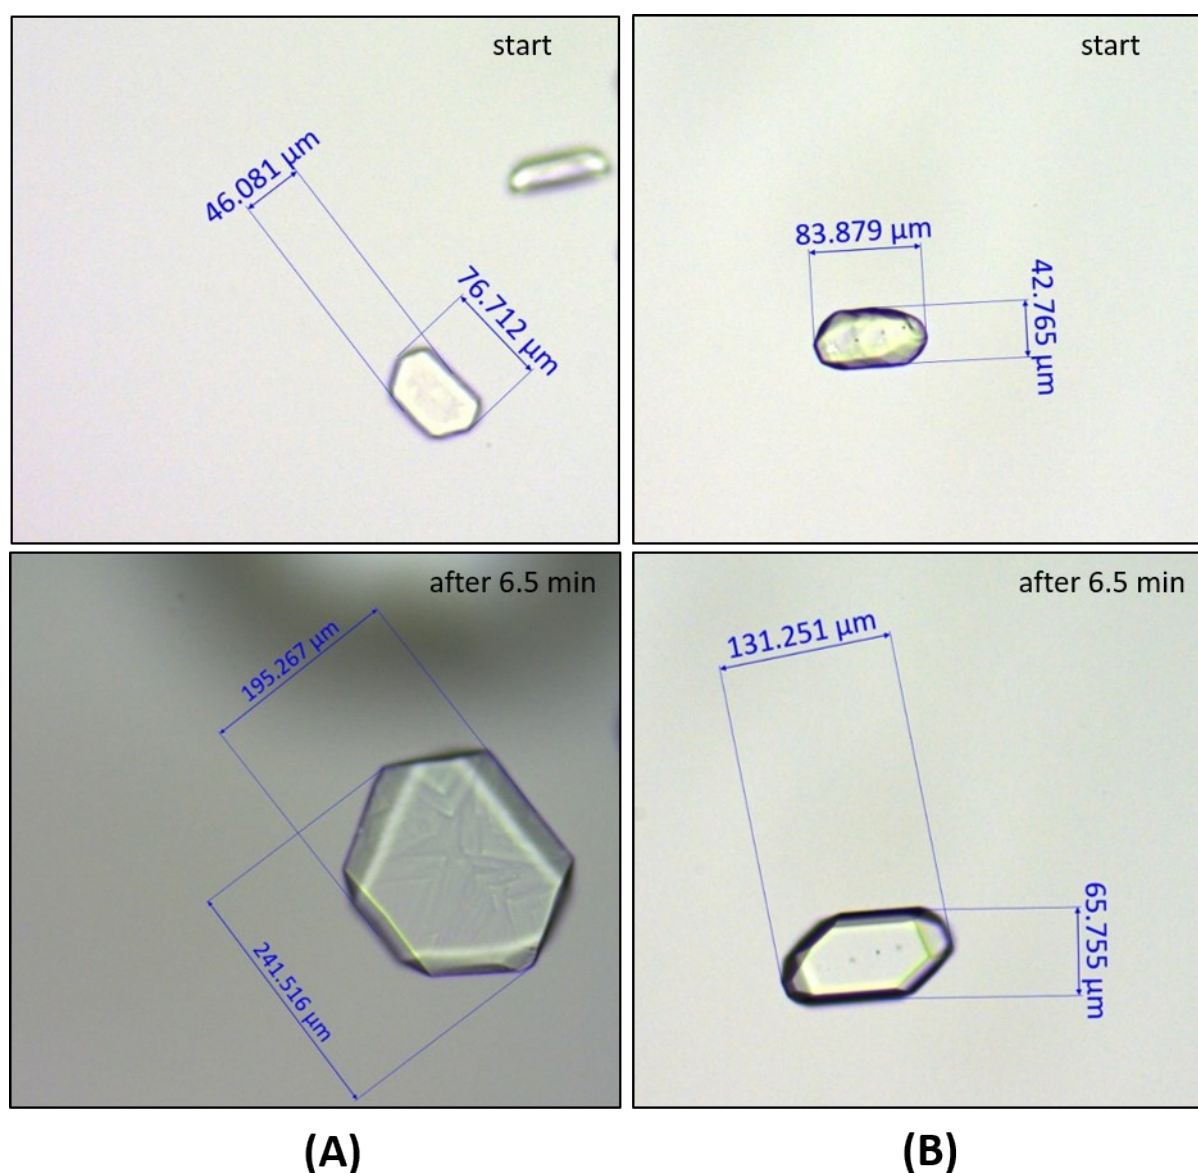 start
46.081 µm
76.712 µm
start
83.879 µm
42.765 µm
after 6.5 min
195.267 µm
241.516 µm
after 6.5 min
131.251 µm
65.755 µm
(A)
(B)